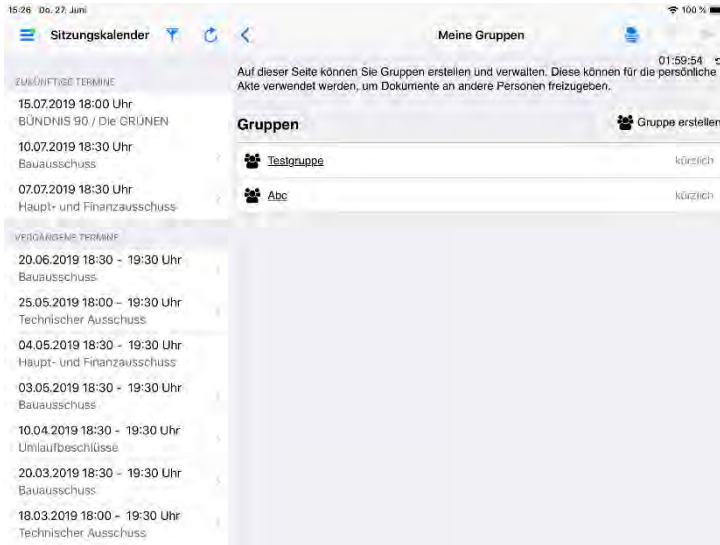 15:26 Do. 27. Juni
100 %
Sitzungskalender
Meine Gruppen
01:59:54
ZUKÜNFTIGE TERMINE
15.07.2019 18:00 Uhr
BÜNDNIS 90 / Die GRÜNEN
10.07.2019 18:30 Uhr
Bauausschuss
07.07.2019 18:30 Uhr
Haupt- und Finanzausschuss
VERGANGENE TERMINE
20.06.2019 18:30 - 19:30 Uhr
Bauausschuss
25.05.2019 18:00 - 19:30 Uhr
Technischer Ausschuss
04.05.2019 18:30 - 19:30 Uhr
Haupt- und Finanzausschuss
03.05.2019 18:30 - 19:30 Uhr
Bauausschuss
10.04.2019 18:30 - 19:30 Uhr
Umlaufbeschlüsse
20.03.2019 18:30 - 19:30 Uhr
Bauausschuss
18.03.2019 18:00 - 19:30 Uhr
Technischer Ausschuss
Auf dieser Seite können Sie Gruppen erstellen und verwalten. Diese können für die persönliche
Akte verwendet werden, um Dokumente an andere Personen freizugeben.
Gruppen
Gruppe erstellen
Testgruppe
kürzlich
Abc
kürzlich